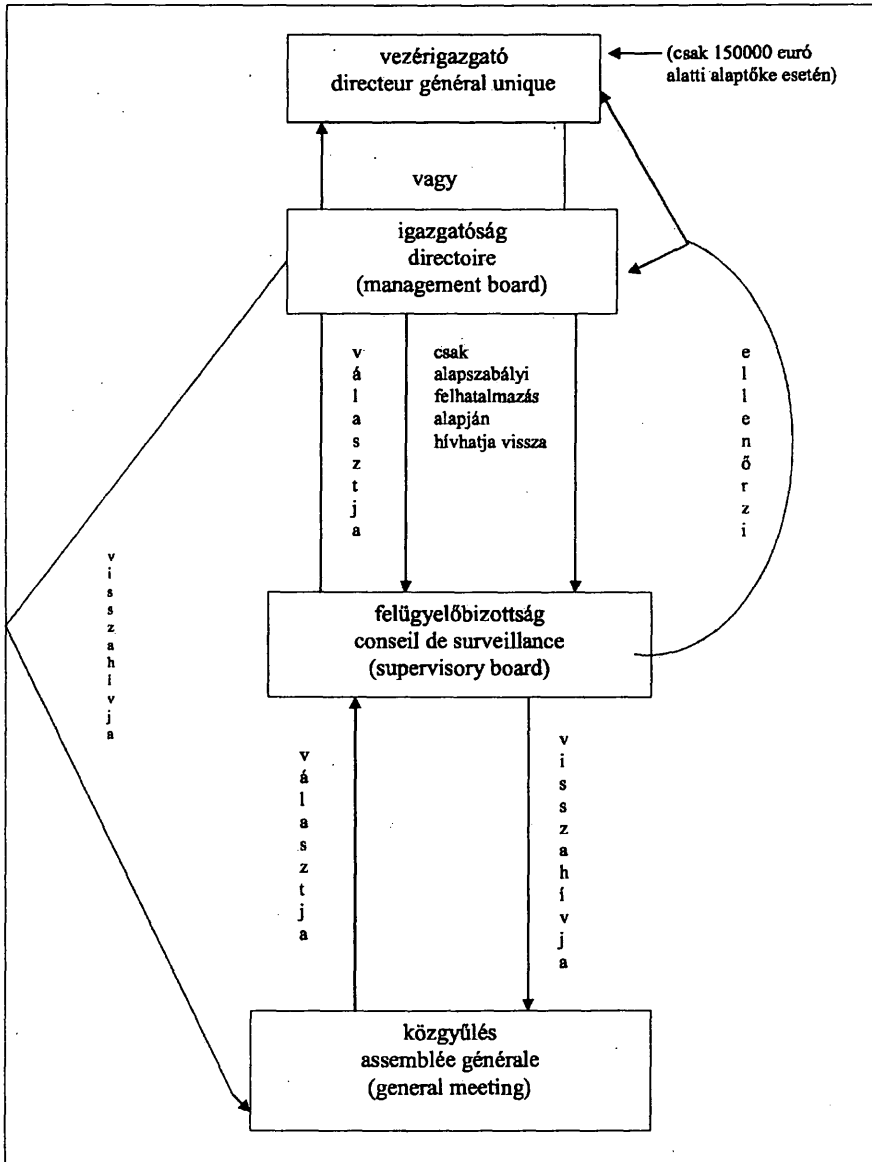 vezérigazgató
directeur général unique
(csak 150000 euró
alatti alaptőke esetén)
vagy
igazgatóság
directoire
(management board)
választja
csak
alapszabályi
felhatalmazás
alapján
hívhatja vissza
ellenőrzi
visszahívja
felügyelőbizottság
conseil de surveillance
(supervisory board)
választja
visszahívja
közgyűlés
assemblée générale
(general meeting)